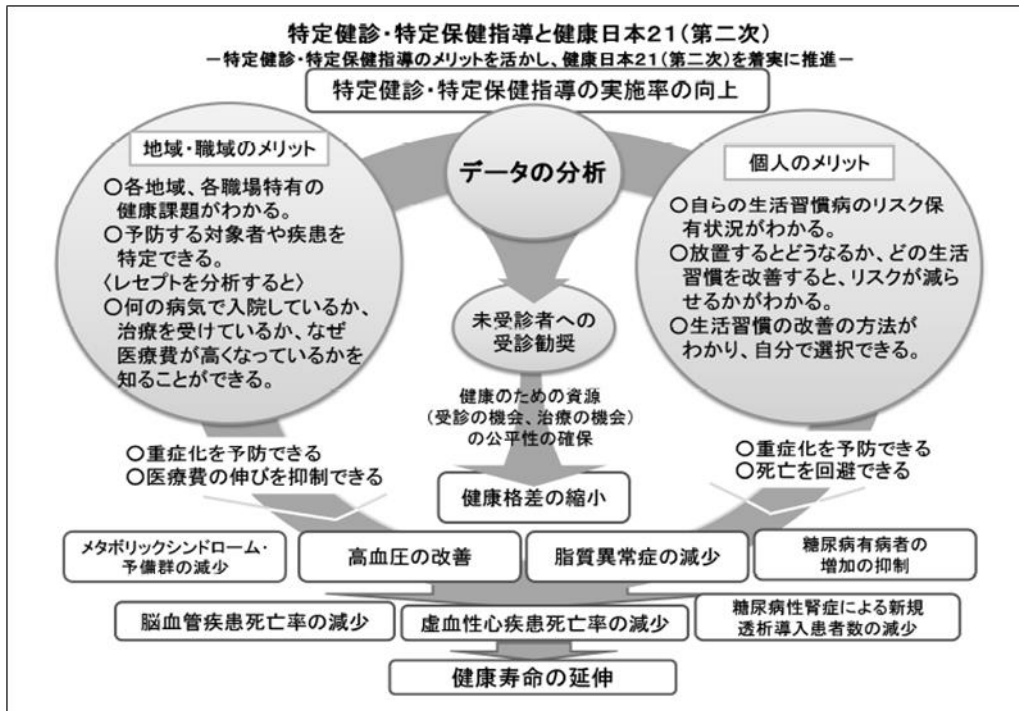 特定健診・特定保健指導と健康日本21(第二次)
－特定健診・特定保健指導のメリットを活かし、健康日本21(第二次)を着実に推進－
特定健診・特定保健指導の実施率の向上
地域・職域のメリット
○各地域、各職場特有の
健康課題がわかる。
○予防する対象者や疾患を
特定できる。
〈レセプトを分析すると〉
○何の病気で入院しているか、
治療を受けているか、なぜ
医療費が高くなっているかを
知ることができる。
データの分析
個人のメリット
○自らの生活習慣病のリスク保
有状況がわかる。
○放置するとどうなるか、どの生活
習慣を改善すると、リスクが減ら
せるかがわかる。
○生活習慣の改善の方法が
わかり、自分で選択できる。
未受診者への
受診勧奨
健康のための資源
(受診の機会、治療の機会)
の公平性の確保
○重症化を予防できる
○医療費の伸びを抑制できる
○重症化を予防できる
○死亡を回避できる
健康格差の縮小
メタボリックシンドローム・
予備群の減少
高血圧の改善
脂質異常症の減少
糖尿病有病者の
増加の抑制
脳血管疾患死亡率の減少
虚血性心疾患死亡率の減少
糖尿病性腎症による新規
透析導入患者数の減少
健康寿命の延伸